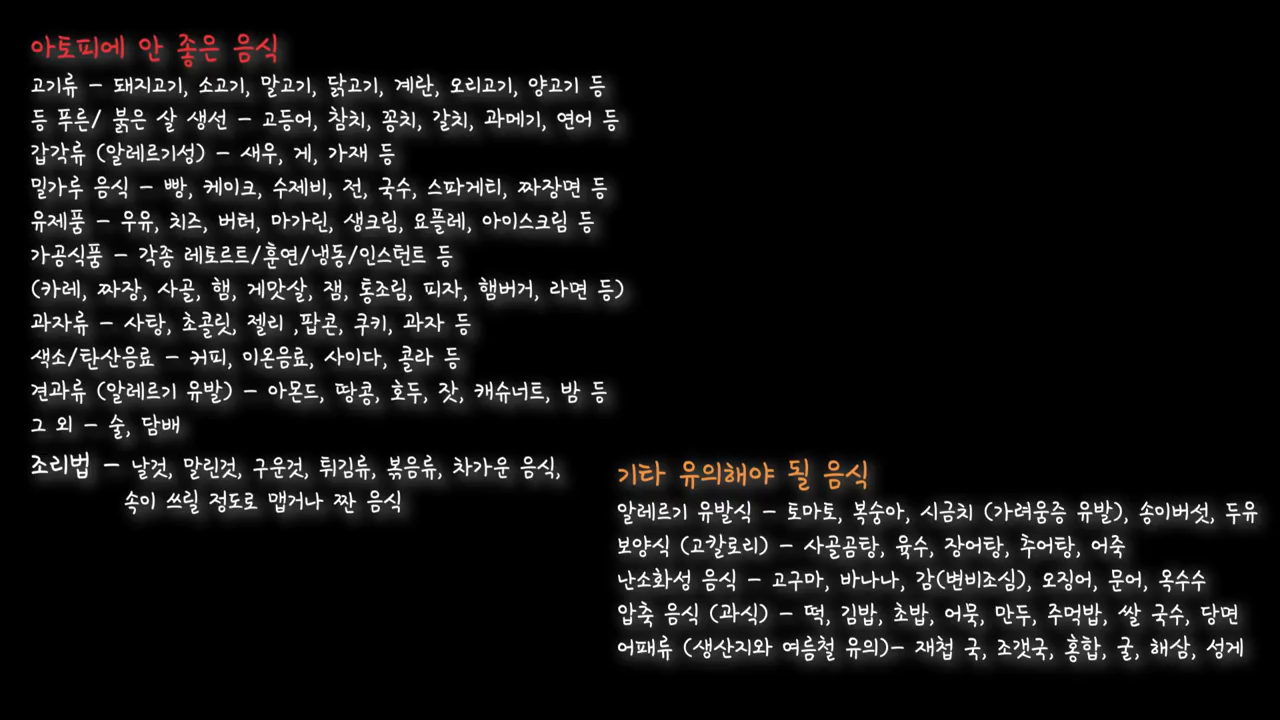 아토피에 안 좋은 음식
고기류 - 돼지고기, 소고기, 말고기, 닭고기, 계란, 오리고기, 양고기 등
등 푸른/ 붉은 살 생선 - 고등어, 참치, 꽁치, 갈치, 과메기, 연어 등
갑각류 (알레르기성) - 새우, 게, 가재 등
밀가루 음식 - 빵, 케이크, 수제비, 전, 국수, 스파게티, 짜장면 등
유제품 - 우유, 치즈, 버터, 마가린, 생크림, 요플레, 아이스크림 등
가공식품 - 각종 레토르트/훈연/냉동/인스턴트 등
(카레, 짜장, 사골, 햄, 게맛살, 잼, 통조림, 피자, 햄버거, 라면 등)
과자류 - 사탕, 초콜릿, 젤리 ,팝콘, 쿠키, 과자 등
색소/탄산음료 - 커피, 이온음료, 사이다, 콜라 등
견과류 (알레르기 유발) - 아몬드, 땅콩, 호두, 잣, 캐슈너트, 밤 등
그 외 - 술, 담배
조리법 - 날것, 말린것, 구운것, 튀김류, 볶음류, 차가운 음식,
속이 쓰릴 정도로 맵거나 짠 음식
기타 유의해야 될 음식
알레르기 유발식 - 토마토, 복숭아, 시금치 (가려움증 유발), 송이버섯, 두유
보양식 (고칼로리) - 사골곰탕, 육수, 장어탕, 추어탕, 어죽
난소화성 음식 - 고구마, 바나나, 감(변비조심), 오징어, 문어, 옥수수
압축 음식 (과식) - 떡, 김밥, 초밥, 어묵, 만두, 주먹밥, 쌀 국수, 당면
어패류 (생산지와 여름철 유의)- 재첩 국, 조갯국, 홍합, 굴, 해삼, 성게